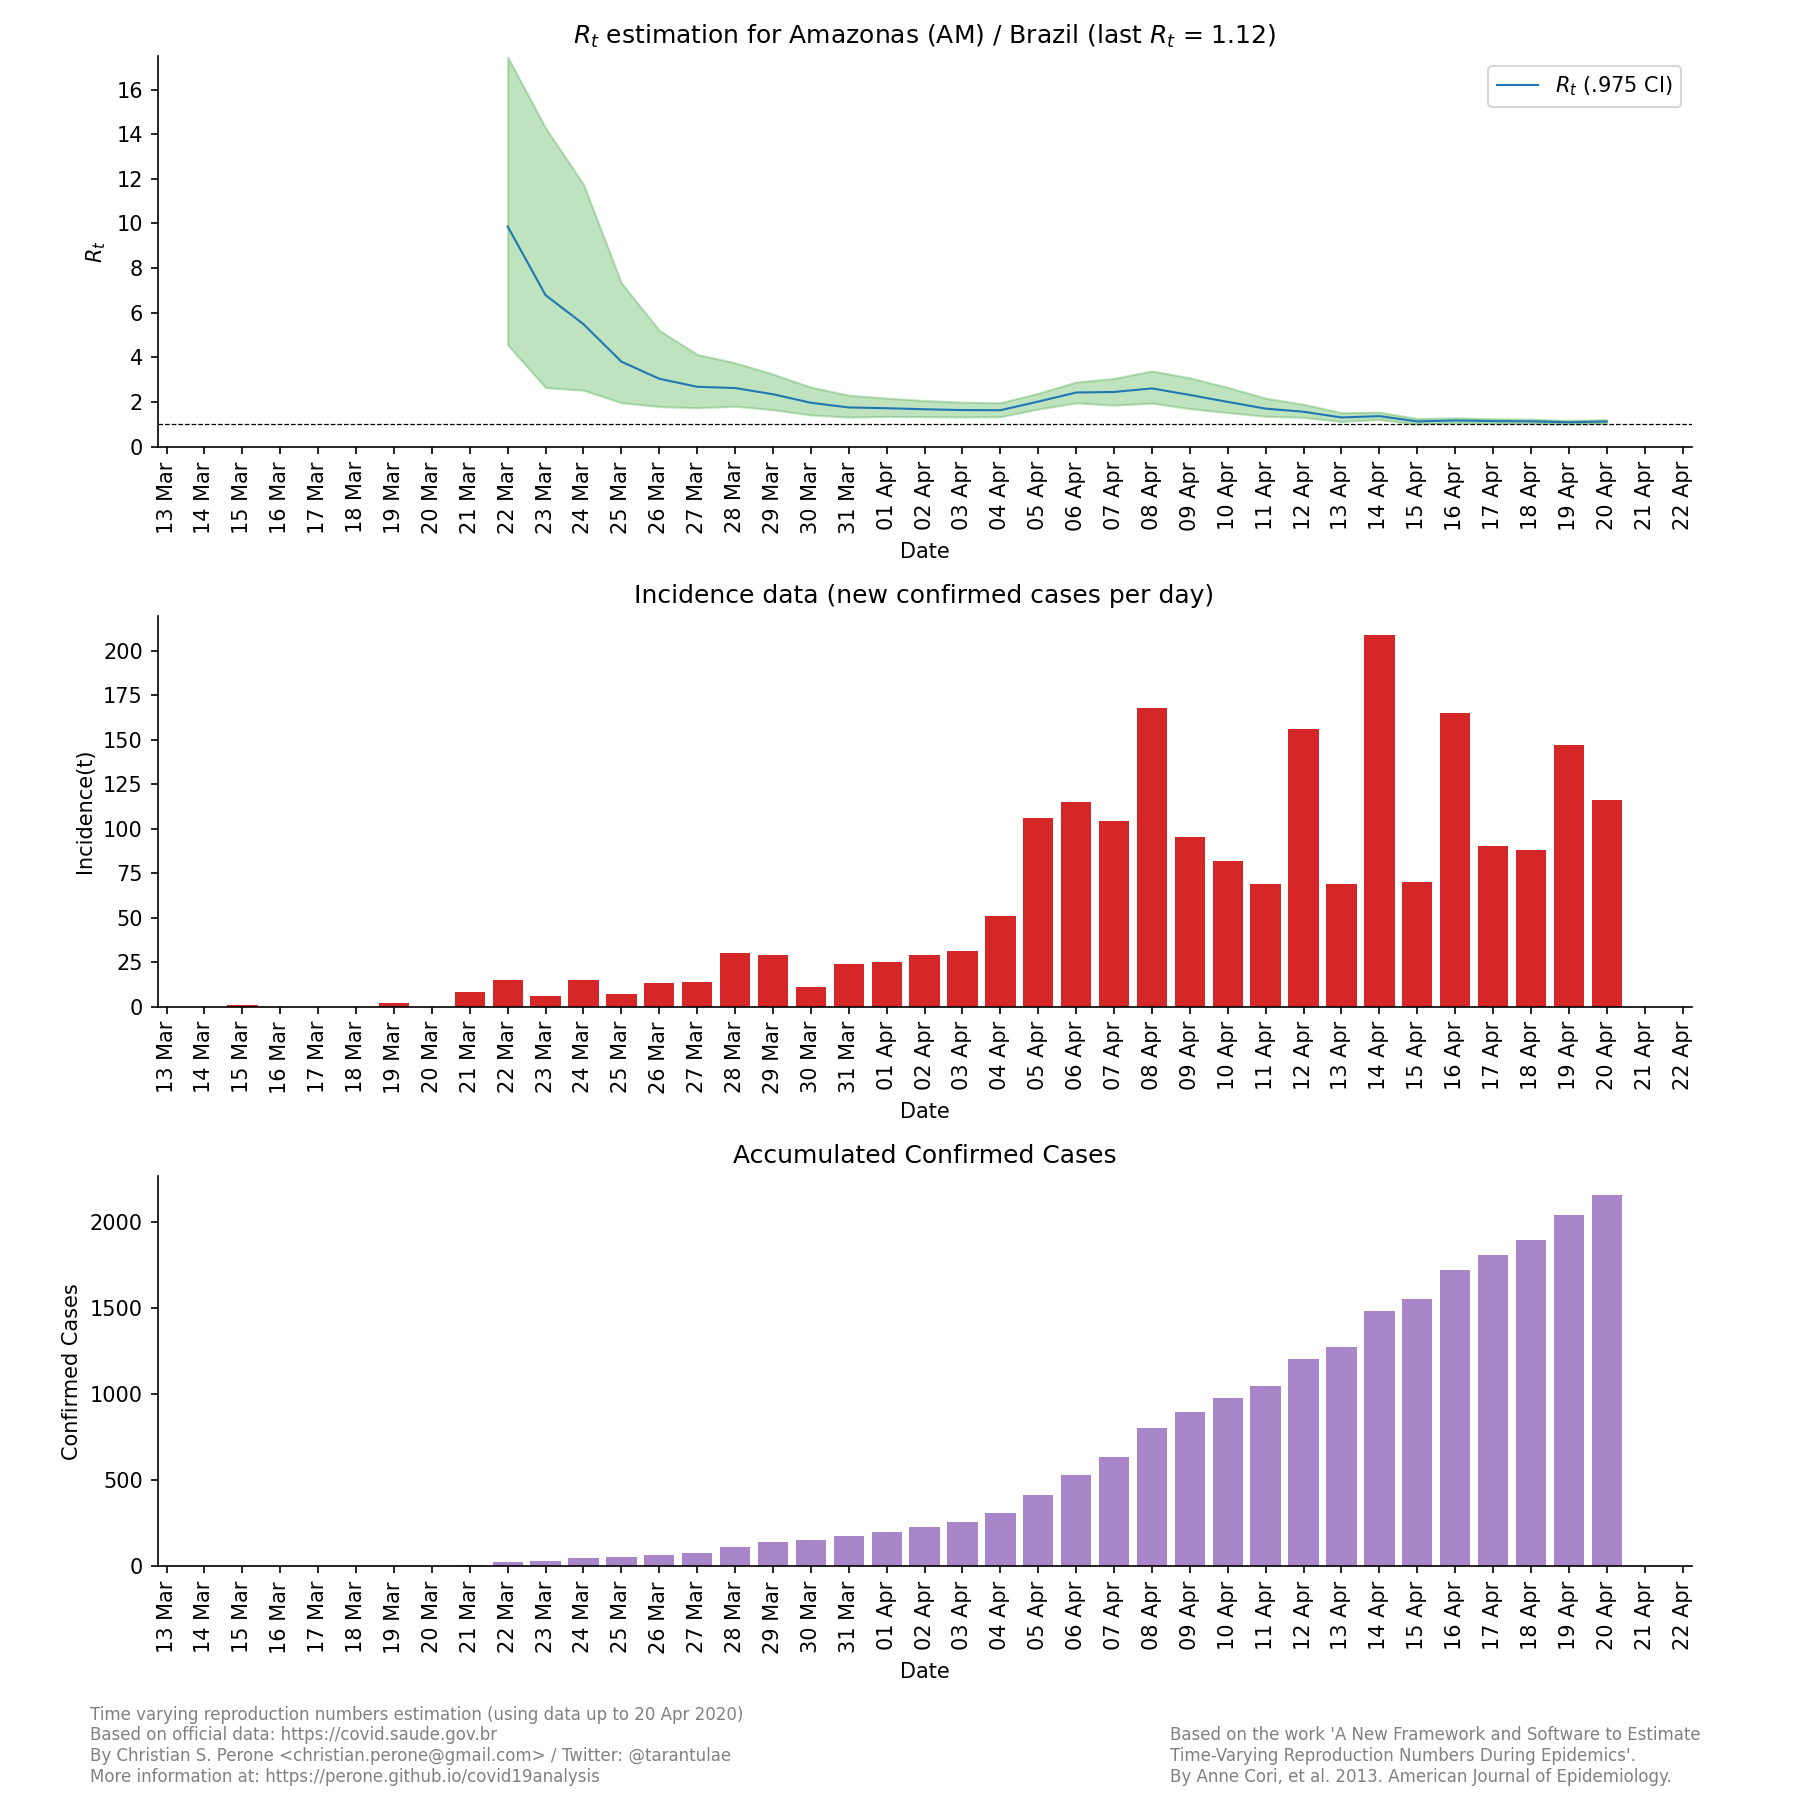 Rt estimation for Amazonas (AM) / Brazil (last Rt = 1.12)
Rt (.975 CI)
Rt
16
14
12
10
8
6
4
2
0
13 Mar 14 Mar 15 Mar 16 Mar 17 Mar 18 Mar 19 Mar 20 Mar 21 Mar 22 Mar 23 Mar 24 Mar 25 Mar 26 Mar 27 Mar 28 Mar 29 Mar 30 Mar 31 Mar 01 Apr 02 Apr 03 Apr 04 Apr 05 Apr 06 Apr 07 Apr 08 Apr 09 Apr 10 Apr 11 Apr 12 Apr 13 Apr 14 Apr 15 Apr 16 Apr 17 Apr 18 Apr 19 Apr 20 Apr 21 Apr 22 Apr
Date
Incidence data (new confirmed cases per day)
Incidence(t)
200
175
150
125
100
75
50
25
0
13 Mar 14 Mar 15 Mar 16 Mar 17 Mar 18 Mar 19 Mar 20 Mar 21 Mar 22 Mar 23 Mar 24 Mar 25 Mar 26 Mar 27 Mar 28 Mar 29 Mar 30 Mar 31 Mar 01 Apr 02 Apr 03 Apr 04 Apr 05 Apr 06 Apr 07 Apr 08 Apr 09 Apr 10 Apr 11 Apr 12 Apr 13 Apr 14 Apr 15 Apr 16 Apr 17 Apr 18 Apr 19 Apr 20 Apr 21 Apr 22 Apr
Date
Accumulated Confirmed Cases
Confirmed Cases
2000
1500
1000
500
0
13 Mar 14 Mar 15 Mar 16 Mar 17 Mar 18 Mar 19 Mar 20 Mar 21 Mar 22 Mar 23 Mar 24 Mar 25 Mar 26 Mar 27 Mar 28 Mar 29 Mar 30 Mar 31 Mar 01 Apr 02 Apr 03 Apr 04 Apr 05 Apr 06 Apr 07 Apr 08 Apr 09 Apr 10 Apr 11 Apr 12 Apr 13 Apr 14 Apr 15 Apr 16 Apr 17 Apr 18 Apr 19 Apr 20 Apr 21 Apr 22 Apr
Date
Time varying reproduction numbers estimation (using data up to 20 Apr 2020)
Based on official data: https://covid.saude.gov.br
By Christian S. Perone <christian.perone@gmail.com> / Twitter: @tarantulae
More information at: https://perone.github.io/covid19analysis
Based on the work 'A New Framework and Software to Estimate
Time-Varying Reproduction Numbers During Epidemics'.
By Anne Cori, et al. 2013. American Journal of Epidemiology.